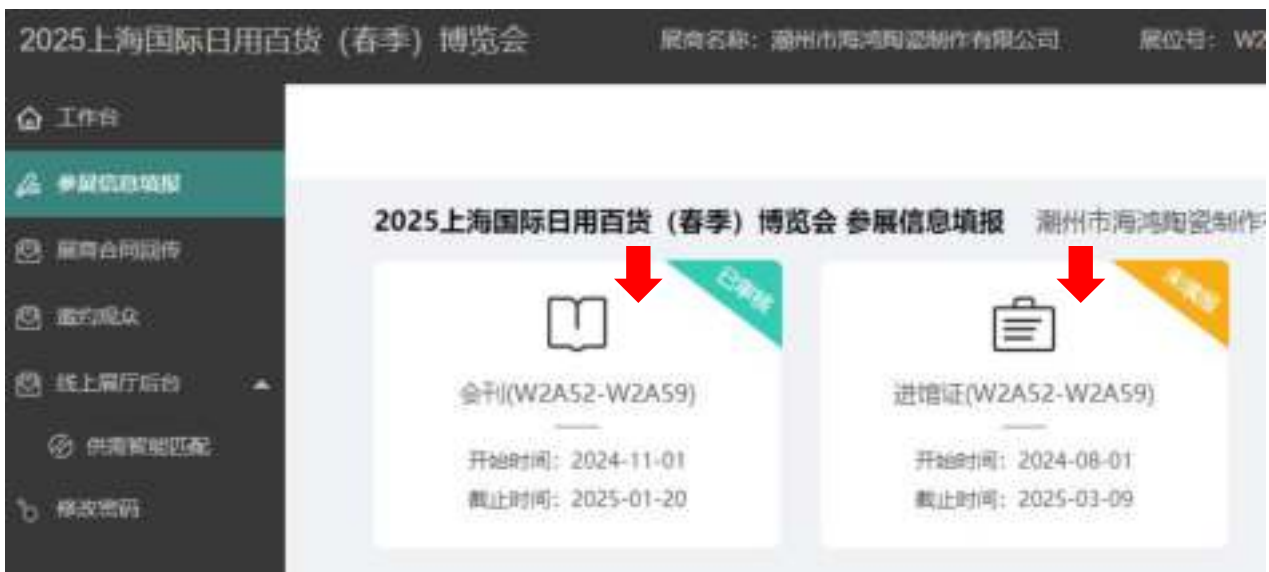 2025上海国际日用百货（春季）博览会
展商名称：潮州市海鸿陶瓷制作有限公司
展位号：W2
工作台
参展信息填报
展商合同回传
邀约观众
线上展厅后台
供需智能匹配
修改密码
2025上海国际日用百货（春季）博览会 参展信息填报
潮州市海鸿陶瓷制作
已审核
会刊(W2A52-W2A59)
开始时间：2024-11-01
截止时间：2025-01-20
未填报
进馆证(W2A52-W2A59)
开始时间：2024-08-01
截止时间：2025-03-09